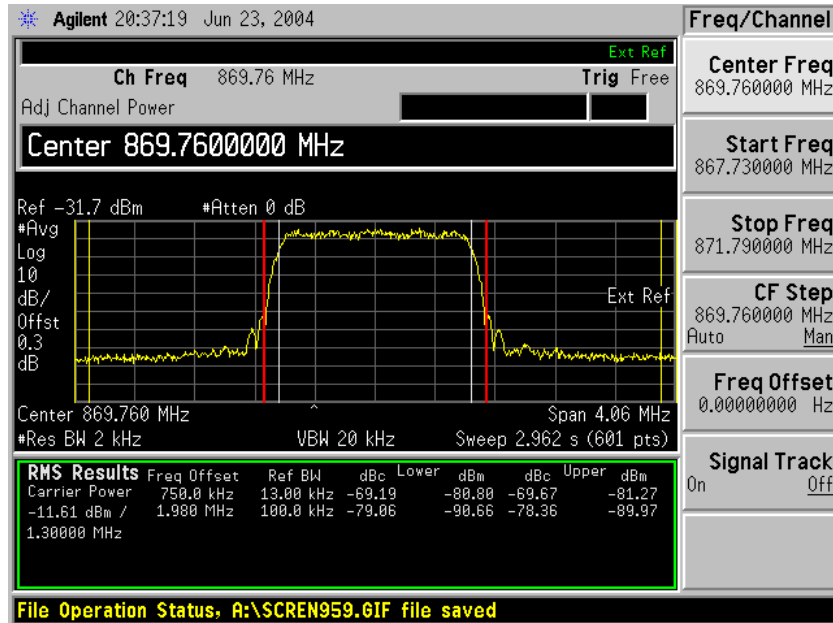 Agilent 20:37:19 Jun 23, 2004
Freq/Channel
Ext Ref
Ch Freq 869.76 MHz Trig Free
Adj Channel Power
Center 869.7600000 MHz
Ref -31.7 dBm #Atten 0 dB
#Avg
Log
10
dB/
Offst
0.3
dB
Ext Ref
Center 869.760 MHz Span 4.06 MHz
#Res BW 2 kHz VBW 20 kHz Sweep 2.962 s (601 pts)
RMS Results Freq Offset Ref BW dBc Lower dBm dBc Upper dBm
Carrier Power 750.0 kHz 13.00 kHz -69.19 -80.80 -69.67 -81.27
-11.61 dBm / 1.980 MHz 100.0 kHz -79.06 -90.66 -78.36 -89.97
1.30000 MHz
File Operation Status, A:\SCREN959.GIF file saved
Center Freq
869.760000 MHz
Start Freq
867.730000 MHz
Stop Freq
871.790000 MHz
CF Step
869.760000 MHz
Auto Man
Freq Offset
0.00000000 Hz
Signal Track
On Off